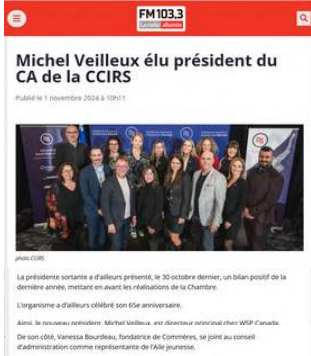 FM103,3
La radio allumée
Michel Veilleux élu président du
CA de la CCIRS
Publié le 1 novembre 2024 à 10h11
photo CCIRS
La présidente sortante a d'ailleurs présenté, le 30 octobre dernier, un bilan positif de la
dernière année, mettant en avant les réalisations de la Chambre.
L'organisme a d'ailleurs célébré son 65e anniversaire.
Ainsi, le nouveau président, Michel Veilleux, est directeur principal chez WSP Canada.
De son côté, Vanessa Bourdeau, fondatrice de Commères, se joint au conseil
d'administration comme représentante de l'Aile jeunesse.